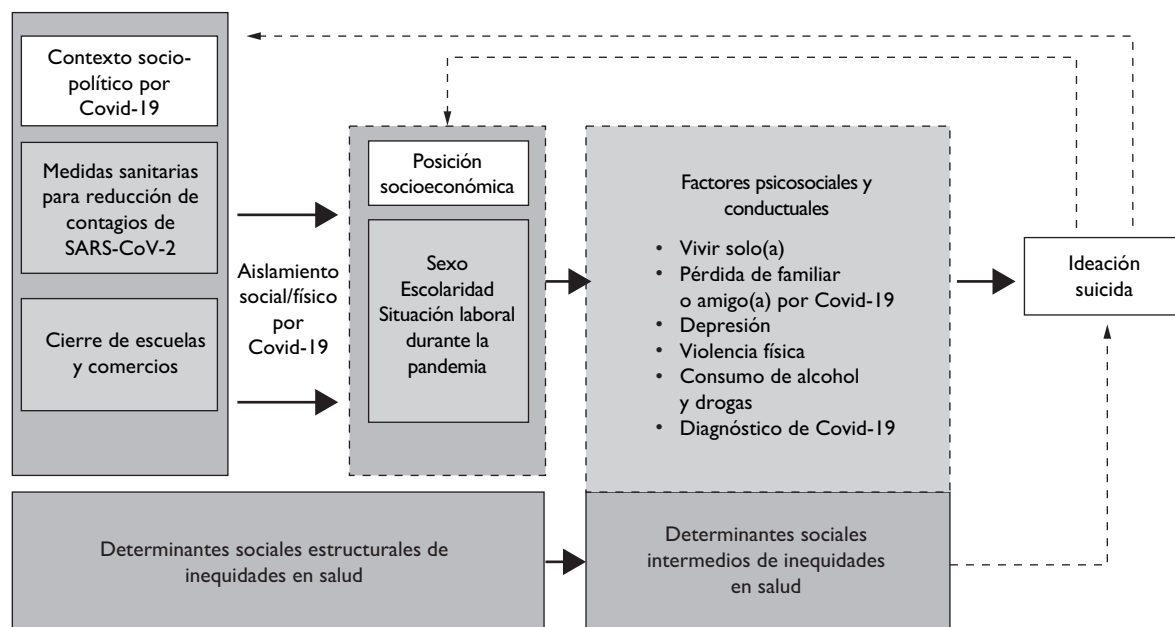 Contexto socio-
político por
Covid-19
Medidas sanitarias
para reducción de
contagios de
SARS-CoV-2
Cierre de escuelas
y comercios
Aislamiento
social/físico
por
Covid-19
Posición
socioeconómica
Sexo
Escolaridad
Situación laboral
durante la
pandemia
Factores psicosociales y
conductuales
• Vivir solo(a)
• Pérdida de familiar
o amigo(a) por Covid-19
• Depresión
• Violencia física
• Consumo de alcohol
y drogas
• Diagnóstico de Covid-19
Ideación
suicida
Determinantes sociales estructurales de
inequidades en salud
Determinantes sociales
intermedios de inequidades
en salud